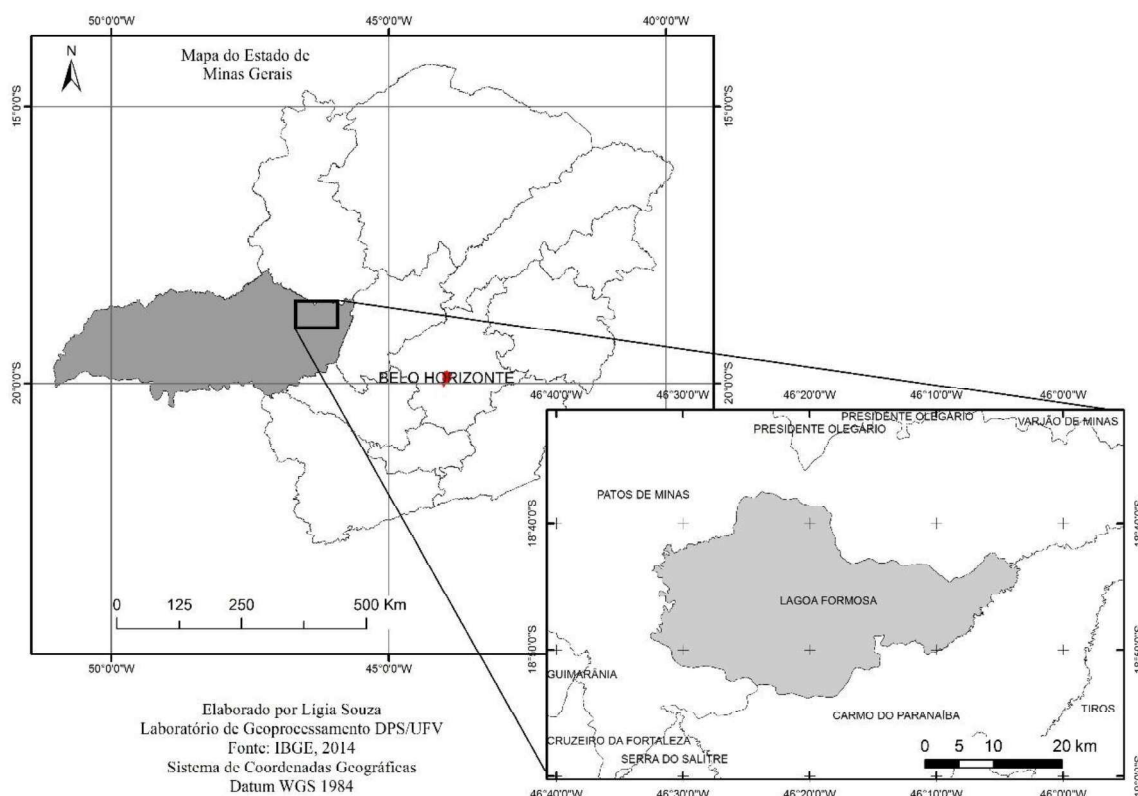 50°0'0"W 45°0'0"W 40°0'0"W
N
Mapa do Estado de
Minas Gerais
15°0'0"S 15°0'0"S
BELO HORIZONTE
20°0'0"S 20°0'0"S
0 125 250 500 Km
50°0'0"W 45°0'0"W
46°40'0"W 46°30'0"W 46°20'0"W 46°10'0"W 46°0'0"W
PRESIDENTE OLEGÁRIO
PRESIDENTE OLEGÁRIO
VARJÃO DE MINAS
PATOS DE MINAS
18°40'0"S 18°40'0"S
LAGOA FORMOSA
18°50'0"S 18°50'0"S
GUIMARÂNIA
TIROS
CARMO DO PARANAÍBA
CRUZEIRO DA FORTALEZA
SERRA DO SALITRE
0 5 10 20 km
46°40'0"W 46°30'0"W 46°20'0"W 46°10'0"W 46°0'0"W
Elaborado por Lígia Souza
Laboratório de Geoprocessamento DPS/UFV
Fonte: IBGE, 2014
Sistema de Coordenadas Geográficas
Datum WGS 1984